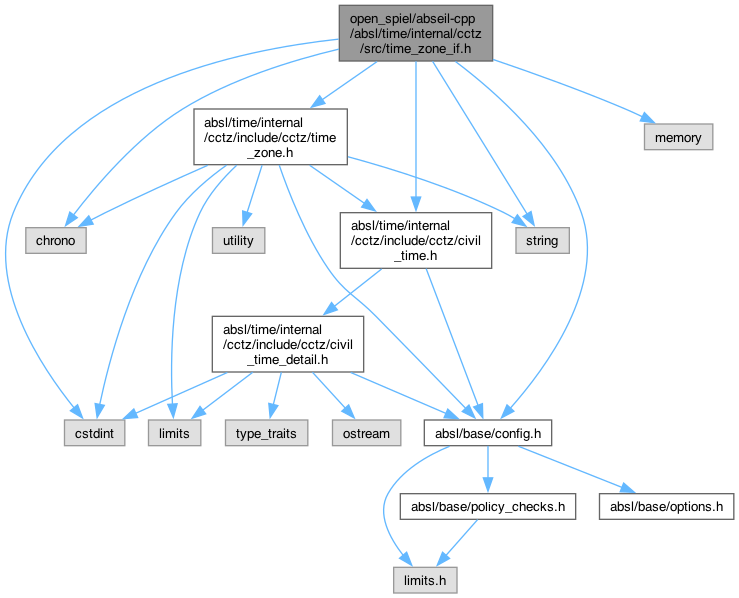 open_spiel/abseil-cpp
/absl/time/internal/cctz
/src/time_zone_if.h
absl/time/internal
/cctz/include/cctz/time
_zone.h
memory
chrono
utility
absl/time/internal
/cctz/include/cctz/civil
_time.h
string
absl/time/internal
/cctz/include/cctz/civil
_time_detail.h
cstdint
limits
type_traits
ostream
absl/base/config.h
absl/base/policy_checks.h
absl/base/options.h
limits.h